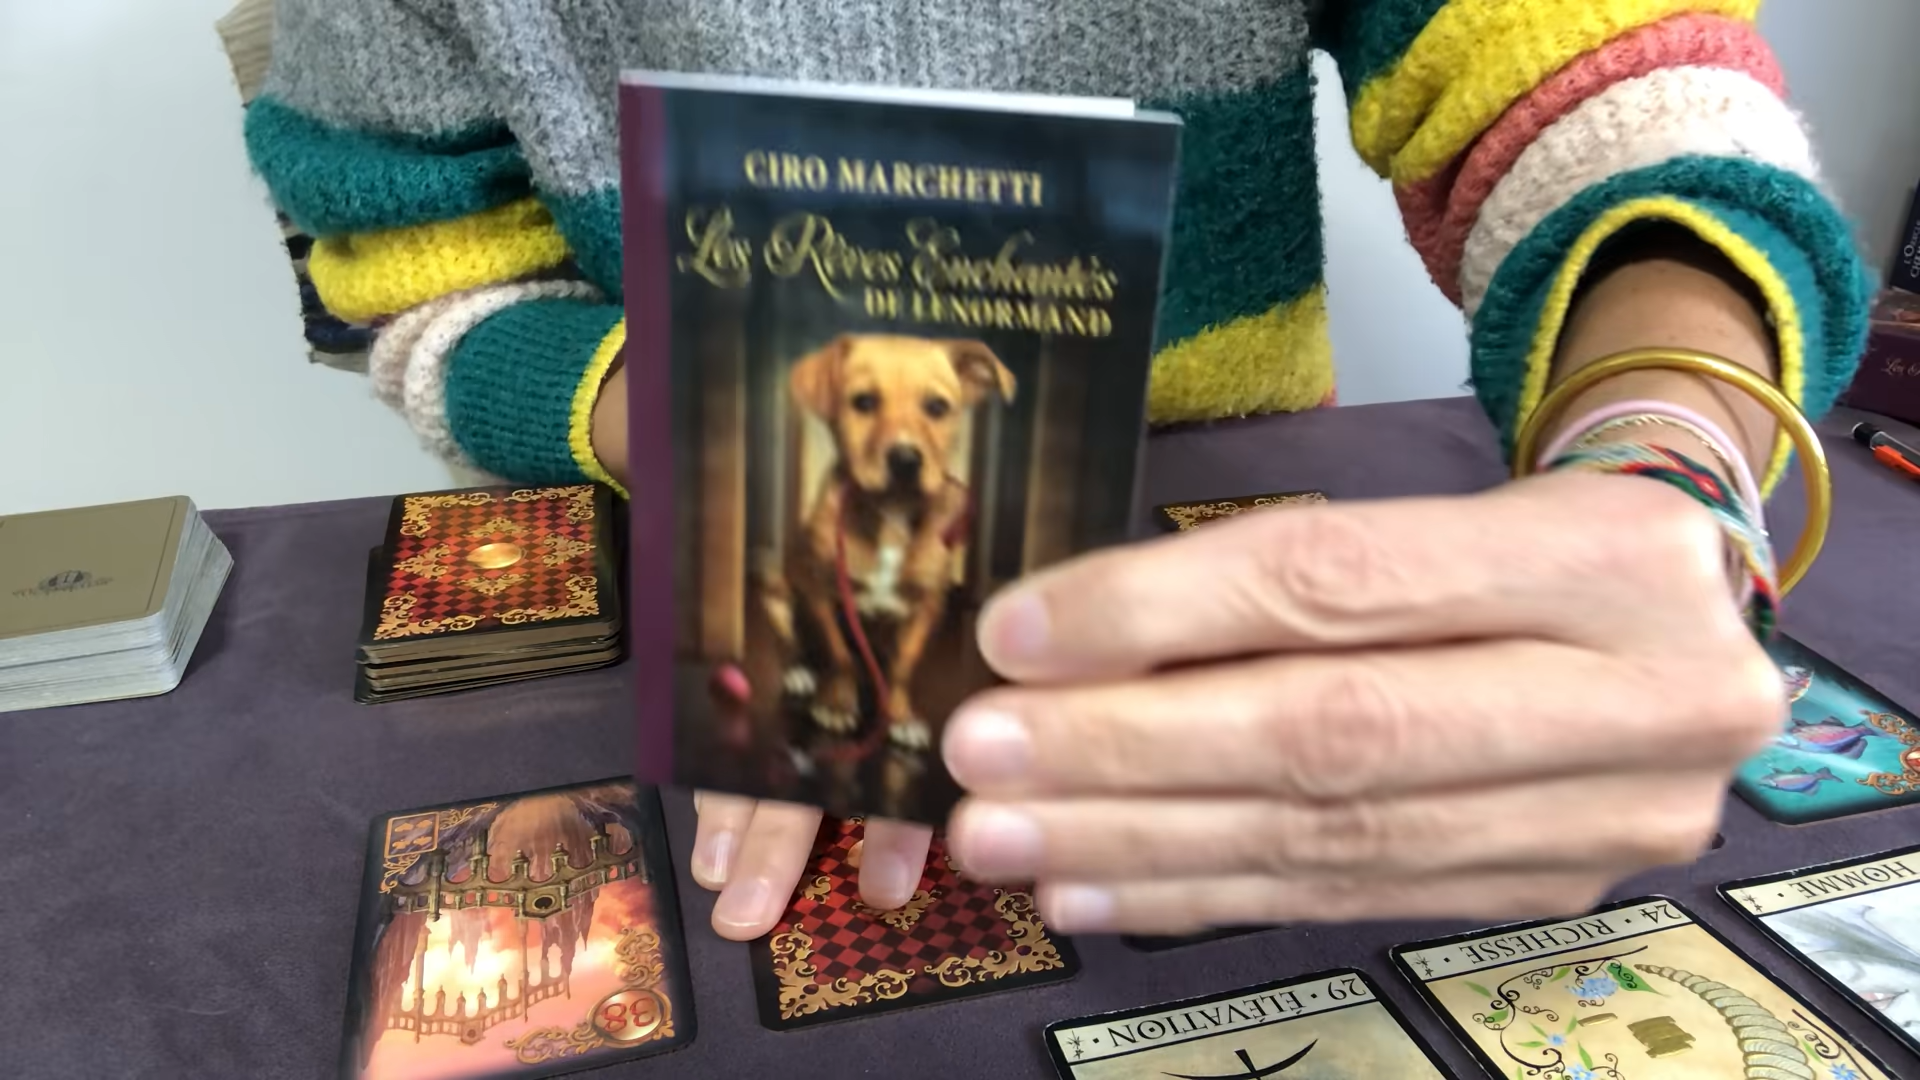 CIRO MARCHETTI
Les Rêves Enchantés
DE LENORMAND
38
29 · ÉLÉVATION ·
24 · RICHESSE ·
HOMME ·